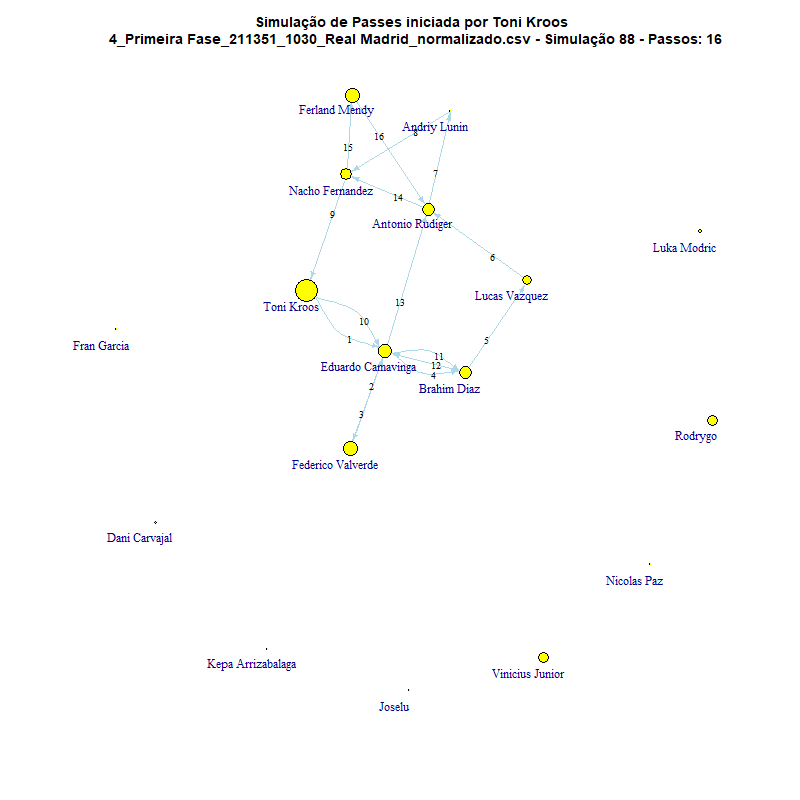 Simulação de Passes iniciada por Toni Kroos
4_Primeira Fase_211351_1030_Real Madrid_normalizado.csv - Simulação 88 - Passos: 16
Ferland Mendy
Andriy Lunin
8
16
15
7
Nacho Fernandez
14
9
Antonio Rudiger
Luka Modric
6
Lucas Vazquez
13
Toni Kroos
10
Fran Garcia
1
5
11
Eduardo Camavinga
12
4
2
Brahim Diaz
3
Rodrygo
Federico Valverde
Dani Carvajal
Nicolas Paz
Kepa Arrizabalaga
Vinicius Junior
Joselu